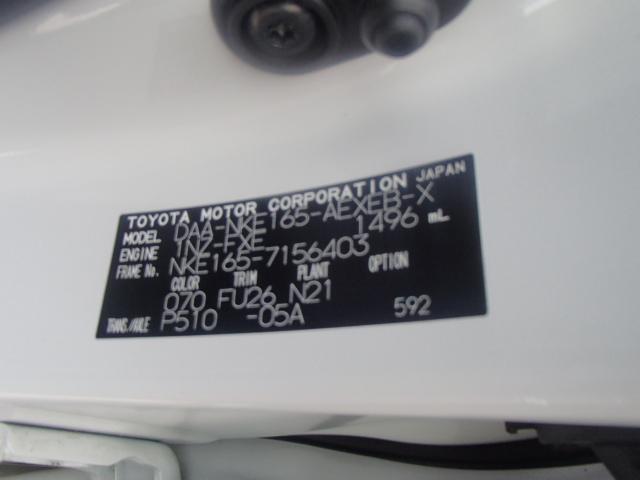 TOYOTA MOTOR CORPORATION JAPAN
MODEL DAA-NKE165-AEXEB-X
ENGINE 1NZ-FXE 1496 mL
FRAME No. NKE165-7156403
COLOR TRIM PLANT OPTION
070 FU26 N21
TRANS./AXLE P510 -05A 592